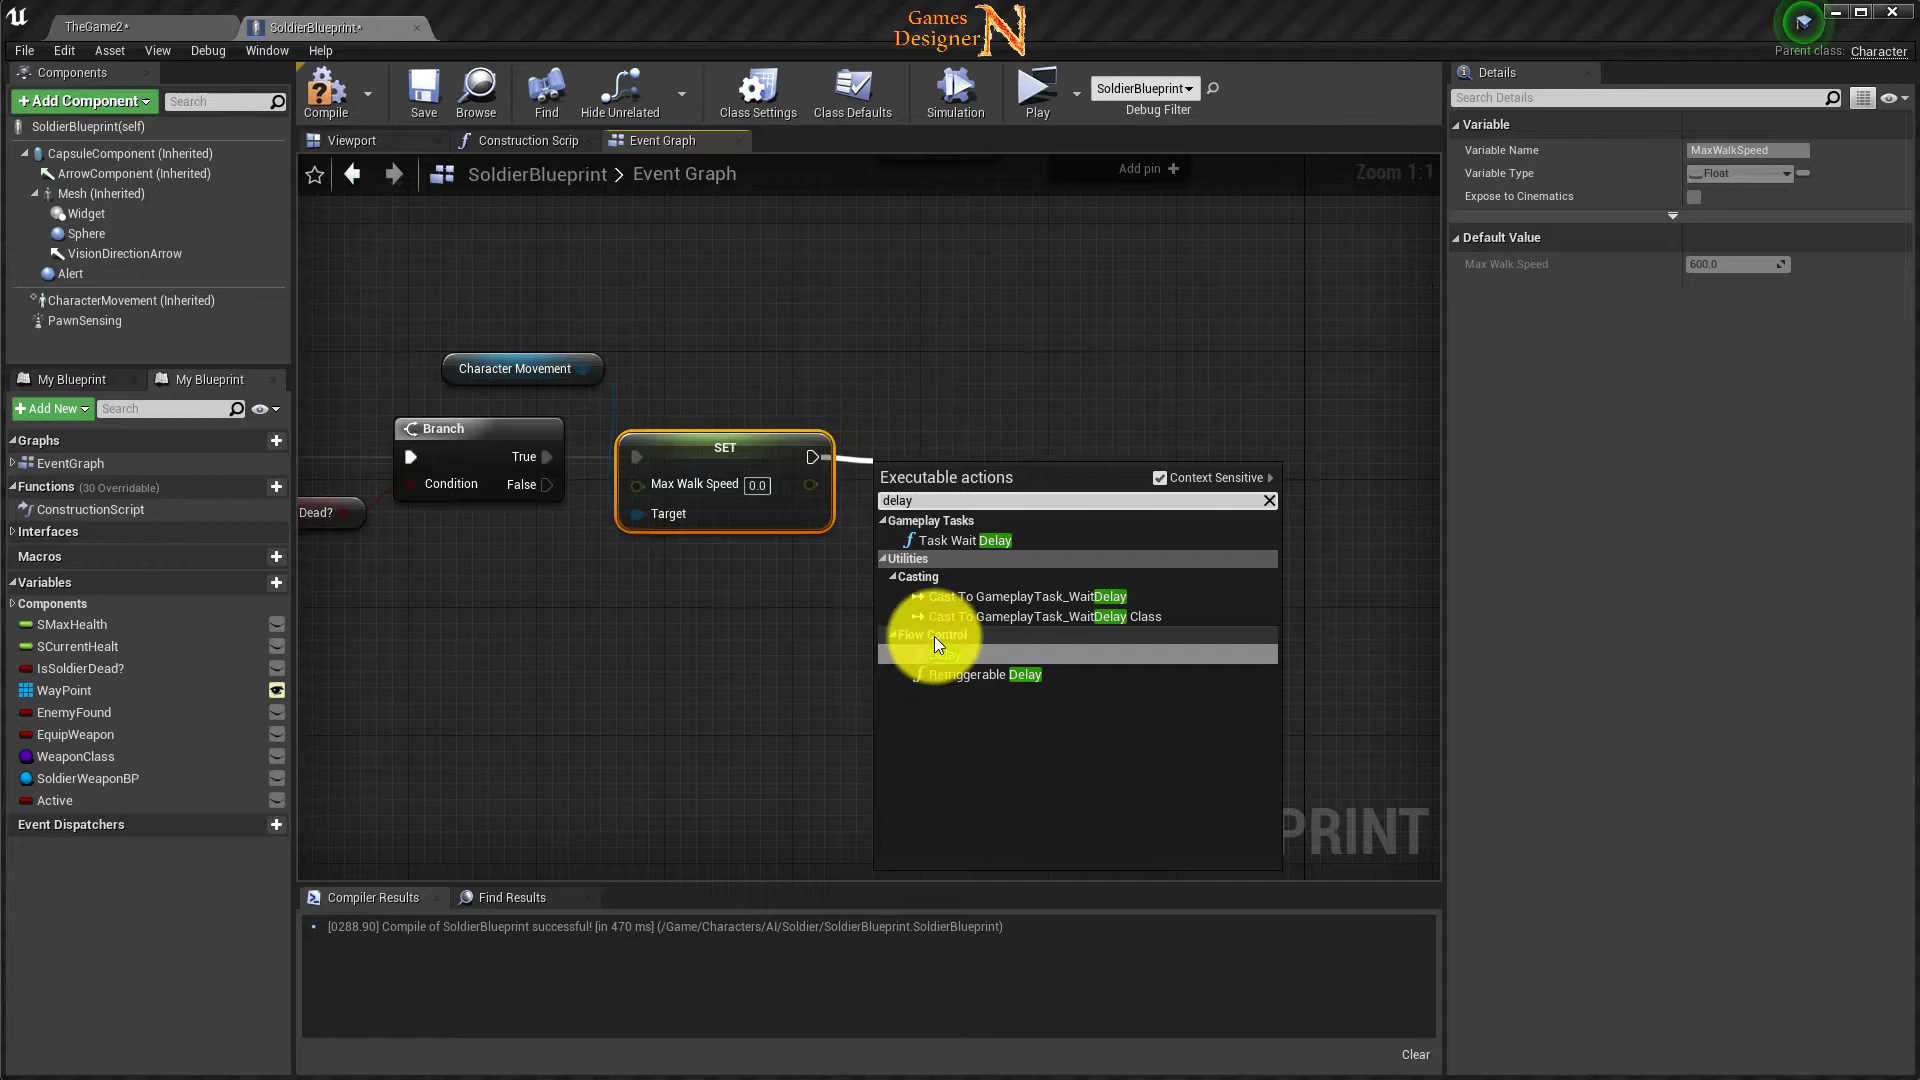 TheGame2*
SoldierBlueprint*
Games
Designer
N
Parent class: Character
File Edit Asset View Debug Window Help
Components
+Add Component
Search
SoldierBlueprint(self)
CapsuleComponent (Inherited)
ArrowComponent (Inherited)
Mesh (Inherited)
Widget
Sphere
VisionDirectionArrow
Alert
CharacterMovement (Inherited)
PawnSensing
My Blueprint
My Blueprint
+Add New
Search
Graphs
EventGraph
Functions (30 Overridable)
ConstructionScript
Interfaces
Macros
Variables
Components
SMaxHealth
SCurrentHealt
IsSoldierDead?
WayPoint
EnemyFound
EquipWeapon
WeaponClass
SoldierWeaponBP
Active
Event Dispatchers
Compile
Save
Browse
Find
Hide Unrelated
Class Settings
Class Defaults
Simulation
Play
SoldierBlueprint
Debug Filter
Viewport
Construction Scrip
Event Graph
SoldierBlueprint > Event Graph
Add pin +
Zoom 1:1
Character Movement
Branch
True
Condition
False
Dead?
SET
Max Walk Speed 0.0
Target
Executable actions
Context Sensitive
delay
Gameplay Tasks
Task Wait Delay
Utilities
Casting
Cast To GameplayTask_WaitDelay
Cast To GameplayTask_WaitDelay Class
Flow Control
Delay
Retriggerable Delay
PRINT
Compiler Results
Find Results
[0288.90] Compile of SoldierBlueprint successful! [in 470 ms] (/Game/Characters/AI/Soldier/SoldierBlueprint.SoldierBlueprint)
Clear
Details
Search Details
Variable
Variable Name MaxWalkSpeed
Variable Type Float
Expose to Cinematics
Default Value
Max Walk Speed 600.0